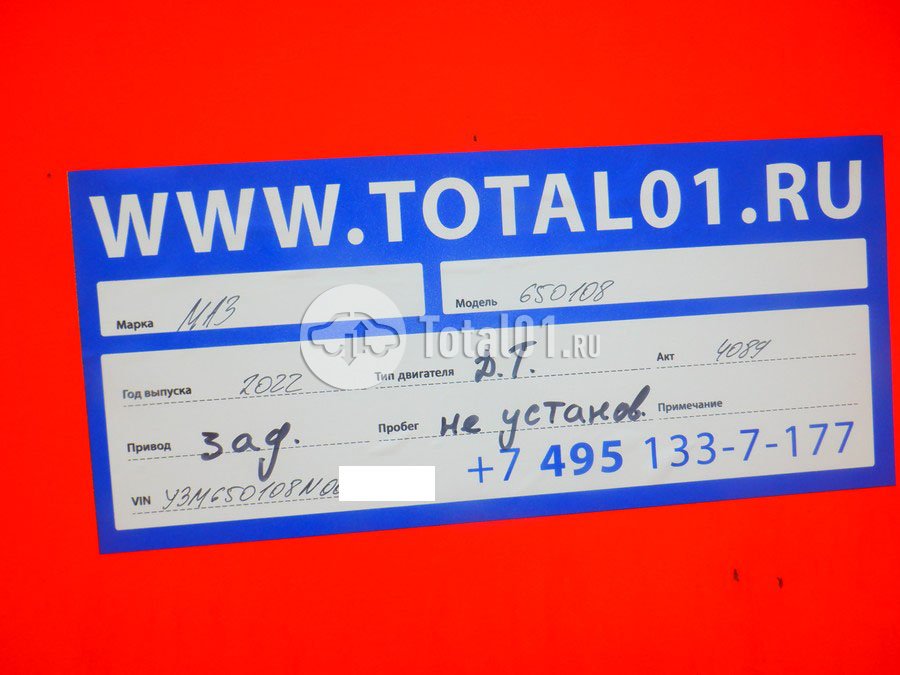 WWW.TOTAL01.RU
Марка МАЗ Модель 650108
Total01.RU
Год выпуска 2022 Тип двигателя Д.Т. Акт 4089
Привод зад. Пробег не установ. Примечание
+7 495 133-7-177
VIN Y3M650108N00